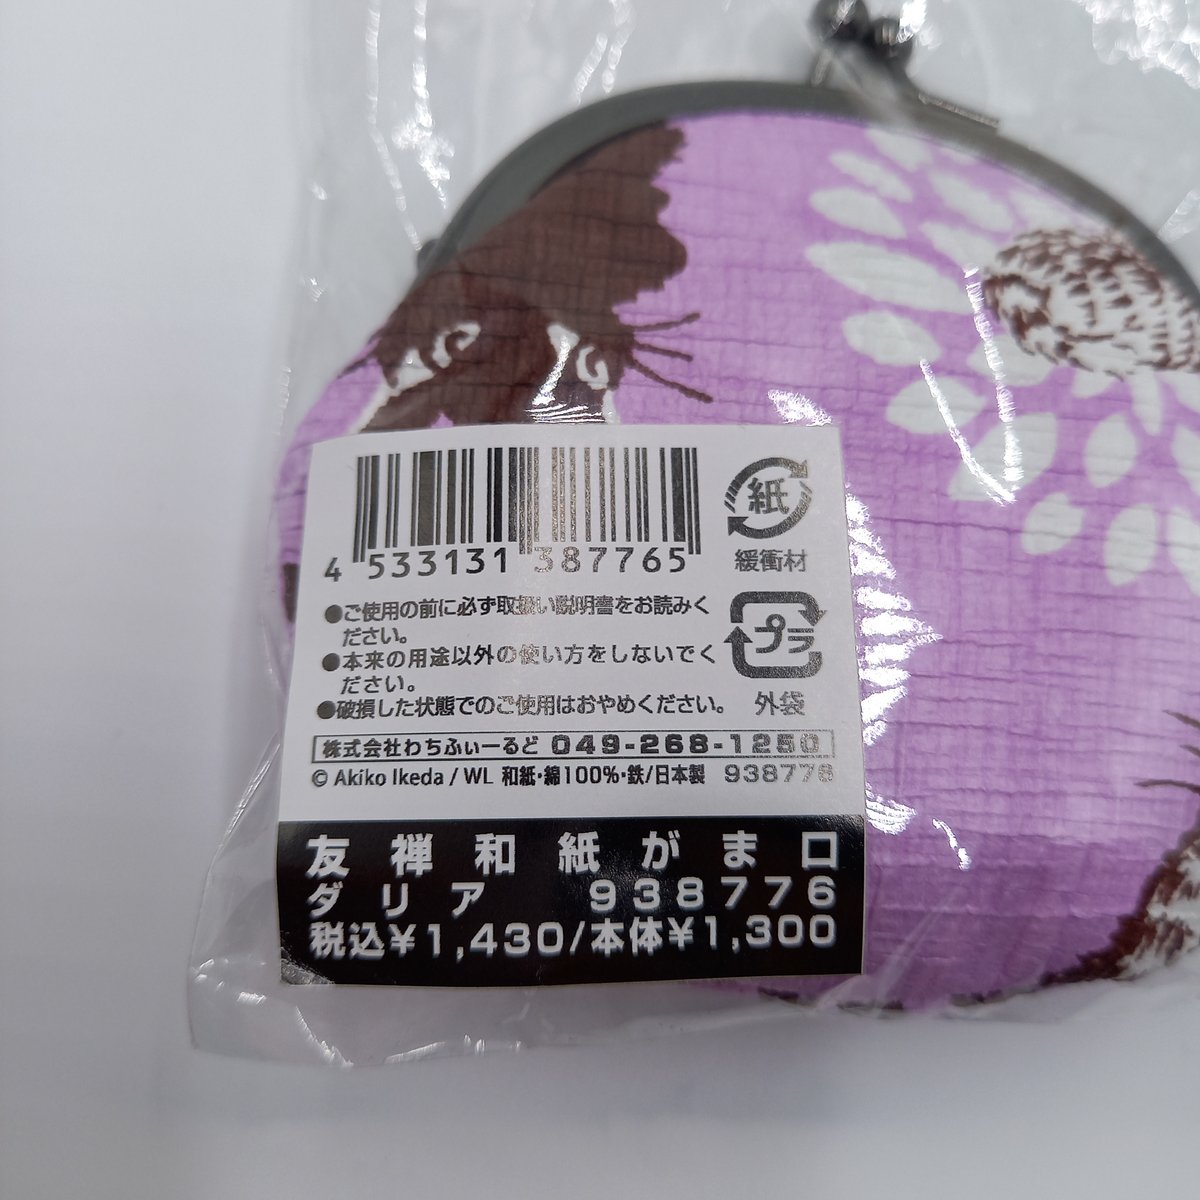 4 533131 387765
紙
緩衝材
●ご使用の前に必ず取扱い説明書をお読みく
ださい。
●本来の用途以外の使い方をしないでく
ださい。
●破損した状態でのご使用はおやめください。
プラ
外袋
株式会社わちふぃーるど 049-268-1250
© Akiko Ikeda / WL 和紙・綿100%・鉄/日本製 938776
友禅和紙がま口
ダリア 938776
税込¥1,430/本体¥1,300